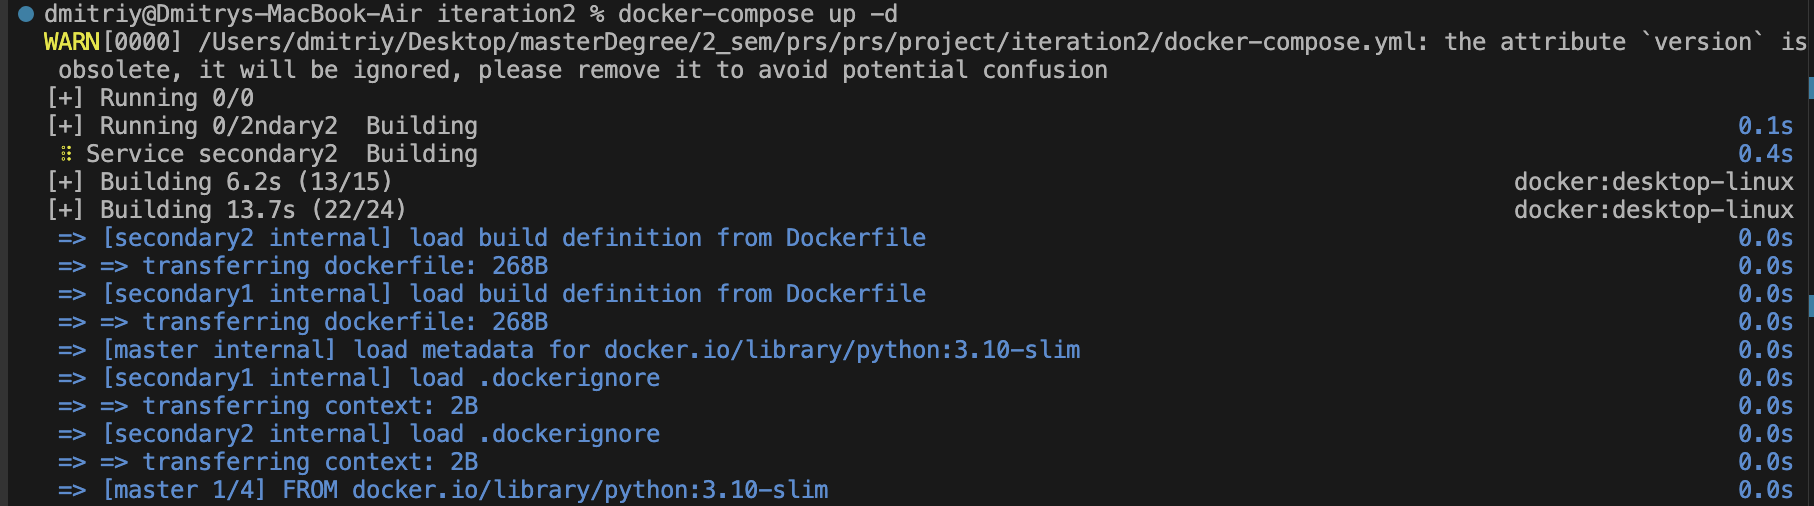 dmitriy@Dmitrys-MacBook-Air iteration2 % docker-compose up -d
WARN[0000] /Users/dmitriy/Desktop/masterDegree/2_sem/prs/prs/project/iteration2/docker-compose.yml: the attribute `version` is
obsolete, it will be ignored, please remove it to avoid potential confusion
[+] Running 0/0
[+] Running 0/2ndary2  Building 0.1s
⠿ Service secondary2  Building 0.4s
[+] Building 6.2s (13/15) docker:desktop-linux
[+] Building 13.7s (22/24) docker:desktop-linux
=> [secondary2 internal] load build definition from Dockerfile 0.0s
=> => transferring dockerfile: 268B 0.0s
=> [secondary1 internal] load build definition from Dockerfile 0.0s
=> => transferring dockerfile: 268B 0.0s
=> [master internal] load metadata for docker.io/library/python:3.10-slim 0.0s
=> [secondary1 internal] load .dockerignore 0.0s
=> => transferring context: 2B 0.0s
=> [secondary2 internal] load .dockerignore 0.0s
=> => transferring context: 2B 0.0s
=> [master 1/4] FROM docker.io/library/python:3.10-slim 0.0s